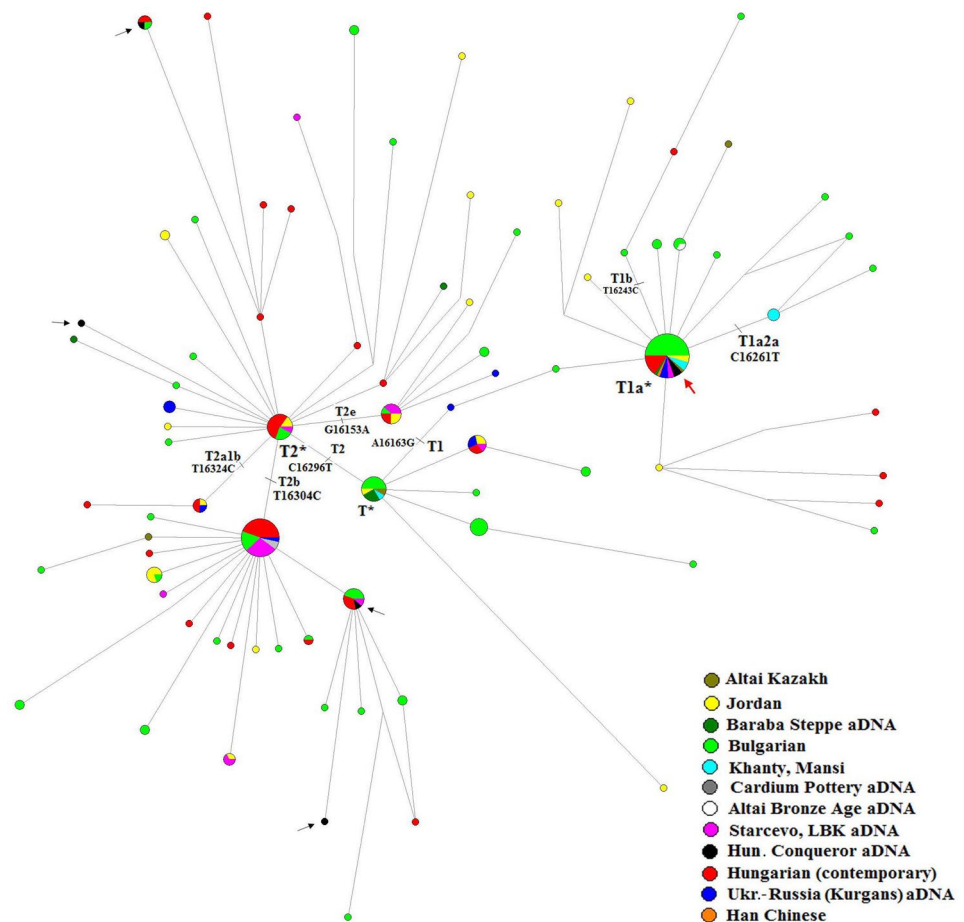 T1b
T16243C
T1a2a
C16261T
T1a*
T2e
G16153A
A16163G
T1
T2*
T2
C16296T
T2a1b
T16324C
T2b
T16304C
T*
Altai Kazakh
Jordan
Baraba Steppe aDNA
Bulgarian
Khanty, Mansi
Cardium Pottery aDNA
Altai Bronze Age aDNA
Starcevo, LBK aDNA
Hun. Conqueror aDNA
Hungarian (contemporary)
Ukr.-Russia (Kurgans) aDNA
Han Chinese